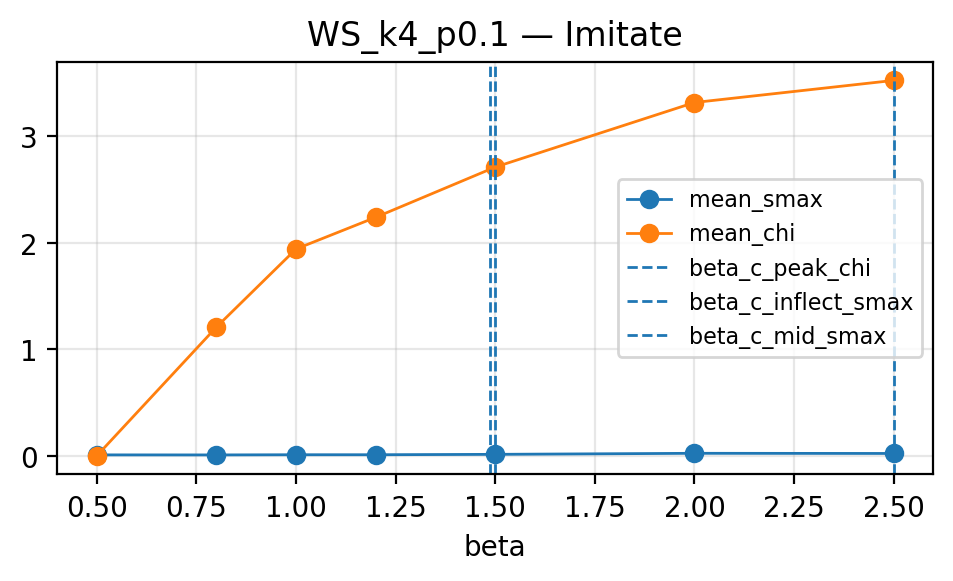 WS_k4_p0.1 — Imitate
3
2
1
0
mean_smax
mean_chi
beta_c_peak_chi
beta_c_inflect_smax
beta_c_mid_smax
0.50 0.75 1.00 1.25 1.50 1.75 2.00 2.25 2.50
beta